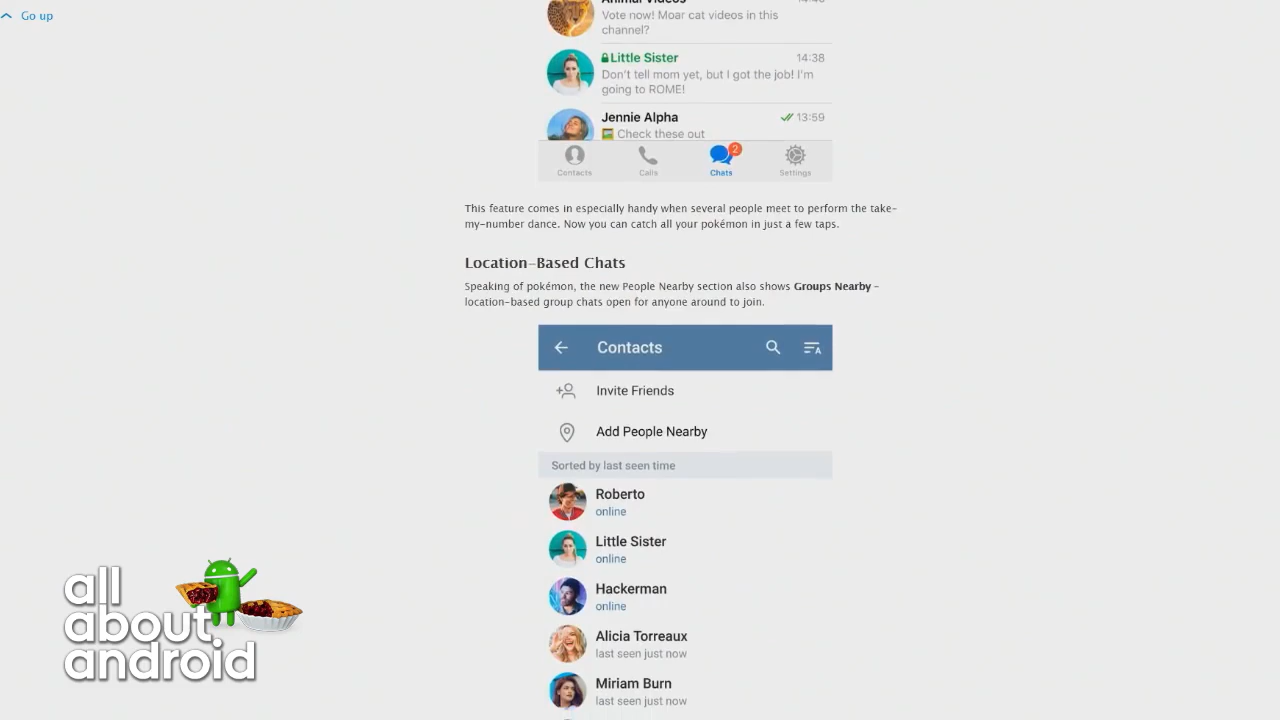 Go up
Animal Videos 14:40
Vote now! Moar cat videos in this
channel?
Little Sister 14:38
Don't tell mom yet, but I got the job! I'm
going to ROME!
Jennie Alpha 13:59
Check these out
2
Contacts Calls Chats Settings
This feature comes in especially handy when several people meet to perform the take-
my-number dance. Now you can catch all your pokémon in just a few taps.
Location-Based Chats
Speaking of pokémon, the new People Nearby section also shows Groups Nearby –
location-based group chats open for anyone around to join.
Contacts
Invite Friends
Add People Nearby
Sorted by last seen time
Roberto
online
Little Sister
online
Hackerman
online
Alicia Torreaux
last seen just now
Miriam Burn
last seen just now
all
about
android